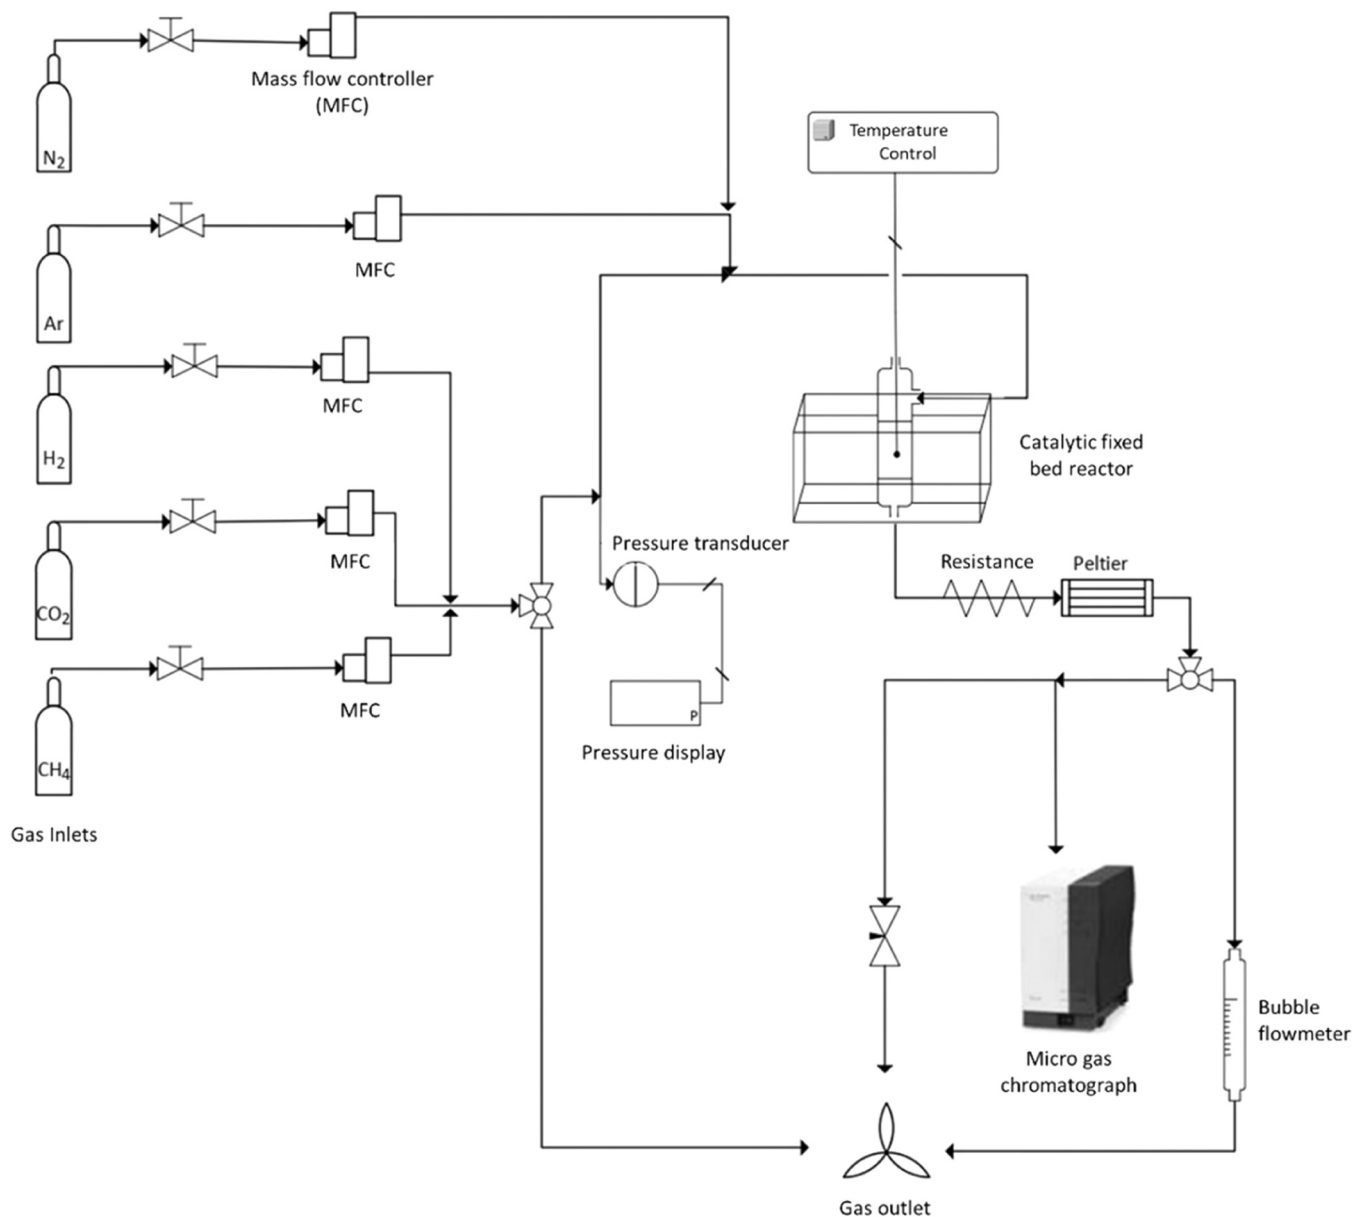 Mass flow controller
(MFC)
N2
Temperature
Control
Ar
MFC
H2
MFC
Catalytic fixed
bed reactor
CO2
MFC
Pressure transducer
Resistance
Peltier
CH4
MFC
P
Pressure display
Gas Inlets
Bubble
flowmeter
Micro gas
chromatograph
Gas outlet